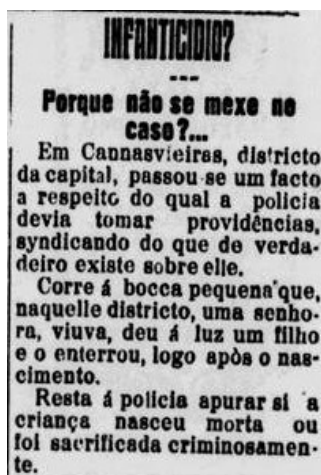 INFANTICIDIO?
---
Porque não se mexe no
caso?...
Em Cannasvieiras, districto
da capital, passou-se um facto
a respeito do qual a policia
devia tomar providências,
syndicando do que de verda-
deiro existe sobre elle.
Corre á bocca pequena que,
naquelle districto, uma senho-
ra, viuva, deu á luz um filho
e o enterrou, logo apòs o nas-
cimento.
Resta á policia apurar si a
criança nasceu morta ou
foi sacrificada criminosamen-
te.